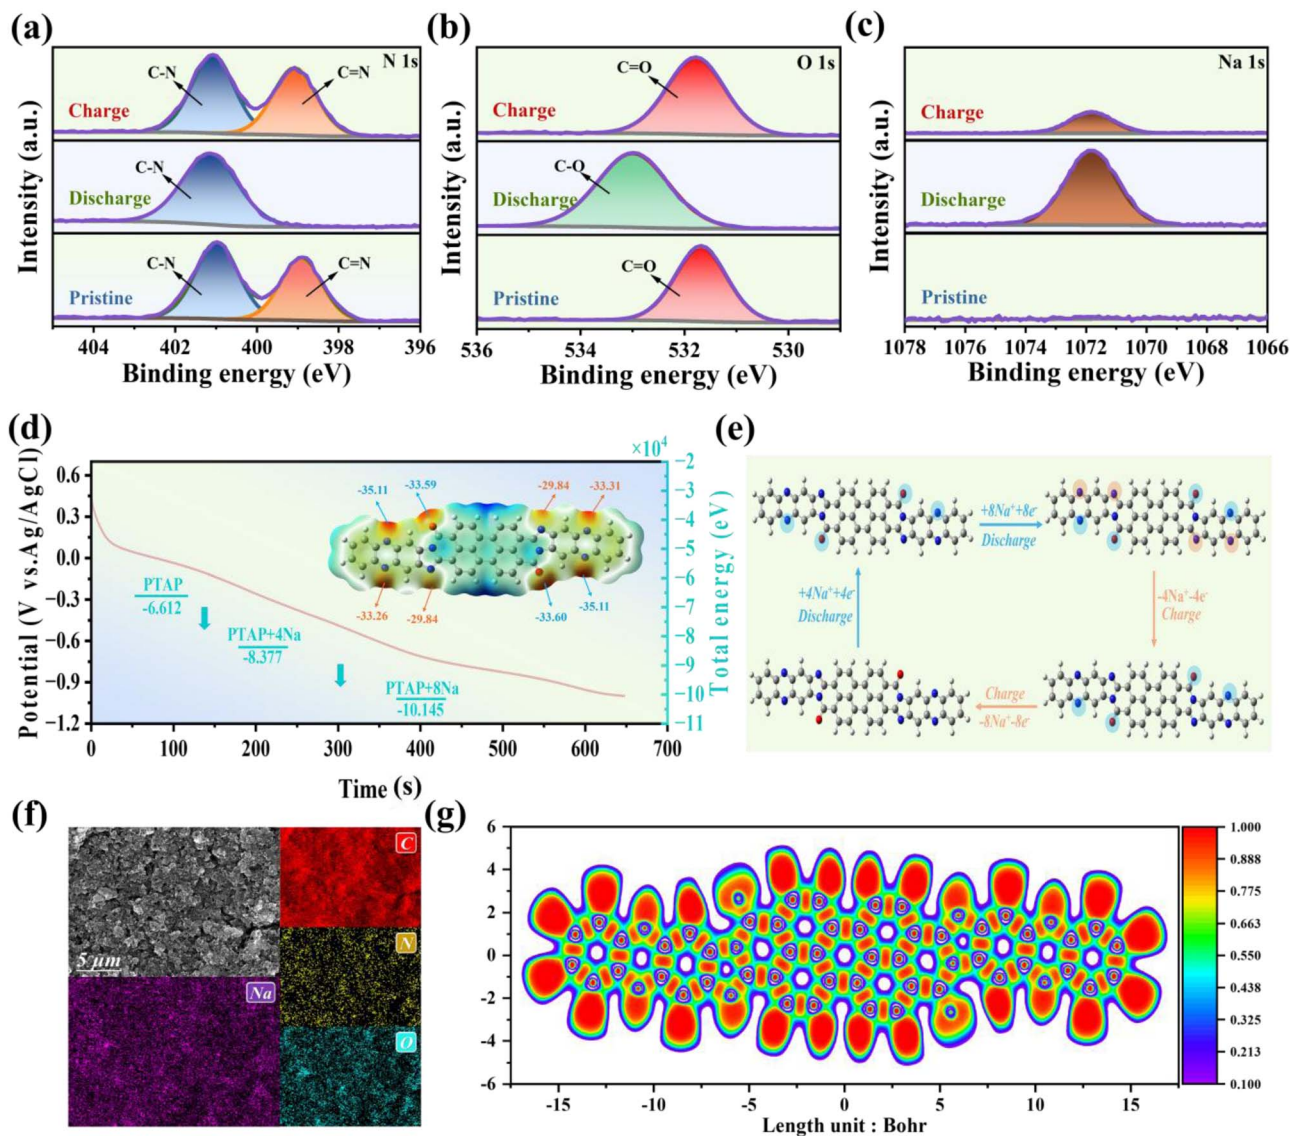 (a)
N 1s
C-N
C=N
Charge
C-N
Discharge
C-N
C=N
Pristine
Intensity (a.u.)
404 402 400 398 396
Binding energy (eV)
(b)
O 1s
C=O
Charge
C-O
Discharge
C=O
Pristine
Intensity (a.u.)
536 534 532 530
Binding energy (eV)
(c)
Na 1s
Charge
Discharge
Pristine
Intensity (a.u.)
1078 1076 1074 1072 1070 1068 1066
Binding energy (eV)
(d)
×10⁴
0.6
0.3
0.0
-0.3
-0.6
-0.9
-1.2
Potential (V vs.Ag/AgCl)
-35.11
-33.59
-29.84
-33.31
-33.26
-29.84
-33.60
-35.11
PTAP
-6.612
PTAP+4Na
-8.377
PTAP+8Na
-10.145
-2
-3
-4
-5
-6
-7
-8
-9
-10
-11
Total energy (eV)
0 100 200 300 400 500 600 700
Time (s)
(e)
+8Na⁺+8e⁻
Discharge
+4Na⁺+4e⁻
Discharge
-4Na⁺-4e⁻
Charge
Charge
-8Na⁺-8e⁻
(f)
5 μm
C
N
Na
O
(g)
6
4
2
0
-2
-4
-6
-15 -10 -5 0 5 10 15
Length unit : Bohr
1.000
0.888
0.775
0.663
0.550
0.438
0.325
0.213
0.100